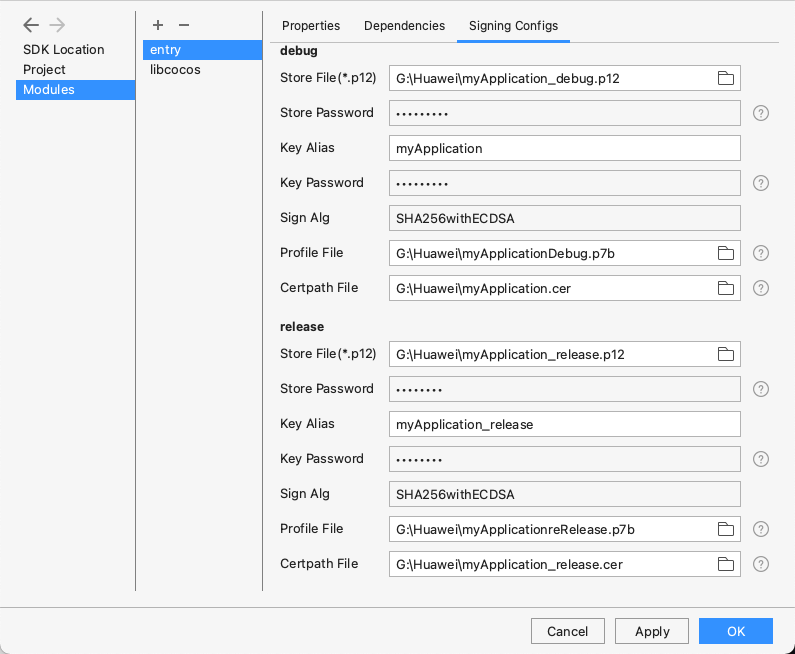 SDK Location
Project
Modules
entry
libcocos
Properties Dependencies Signing Configs
debug
Store File(*.p12) G:\Huawei\myApplication_debug.p12
Store Password •••••••••
Key Alias myApplication
Key Password •••••••••
Sign Alg SHA256withECDSA
Profile File G:\Huawei\myApplicationDebug.p7b
Certpath File G:\Huawei\myApplication.cer
release
Store File(*.p12) G:\Huawei\myApplication_release.p12
Store Password ••••••••
Key Alias myApplication_release
Key Password ••••••••
Sign Alg SHA256withECDSA
Profile File G:\Huawei\myApplicationreRelease.p7b
Certpath File G:\Huawei\myApplication_release.cer
Cancel Apply OK